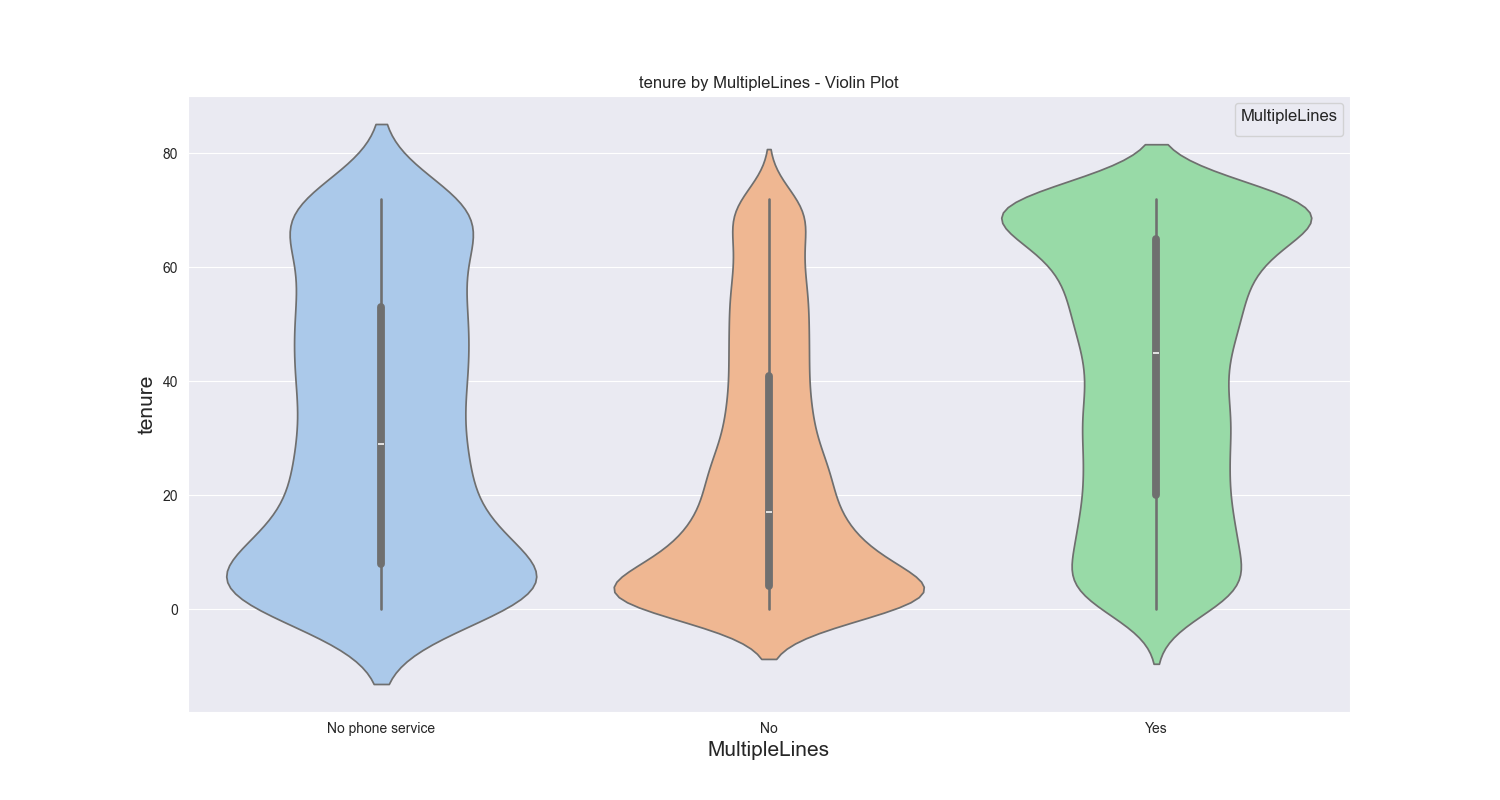 tenure by MultipleLines - Violin Plot
MultipleLines
80
60
40
20
0
tenure
No phone service
No
Yes
MultipleLines